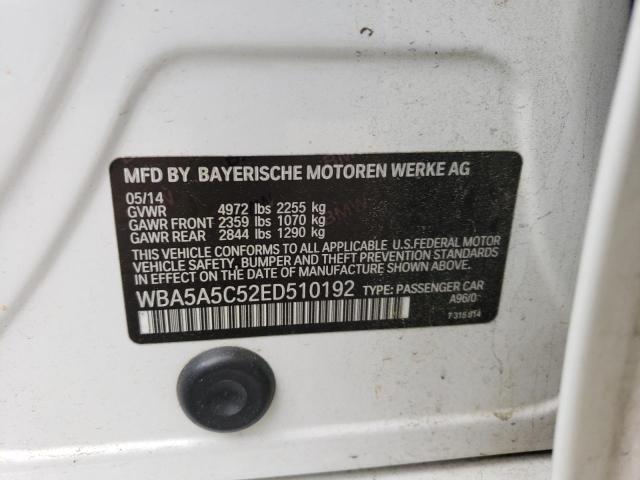 MFD BY BAYERISCHE MOTOREN WERKE AG
05/14
GVWR 4972 lbs 2255 kg
GAWR FRONT 2359 lbs 1070 kg
GAWR REAR 2844 lbs 1290 kg
THIS VEHICLE CONFORMS TO ALL APPLICABLE U.S. FEDERAL MOTOR
VEHICLE SAFETY, BUMPER AND THEFT PREVENTION STANDARDS
IN EFFECT ON THE DATE OF MANUFACTURE SHOWN ABOVE
WBA5A5C52ED510192 TYPE: PASSENGER CAR
A96/0